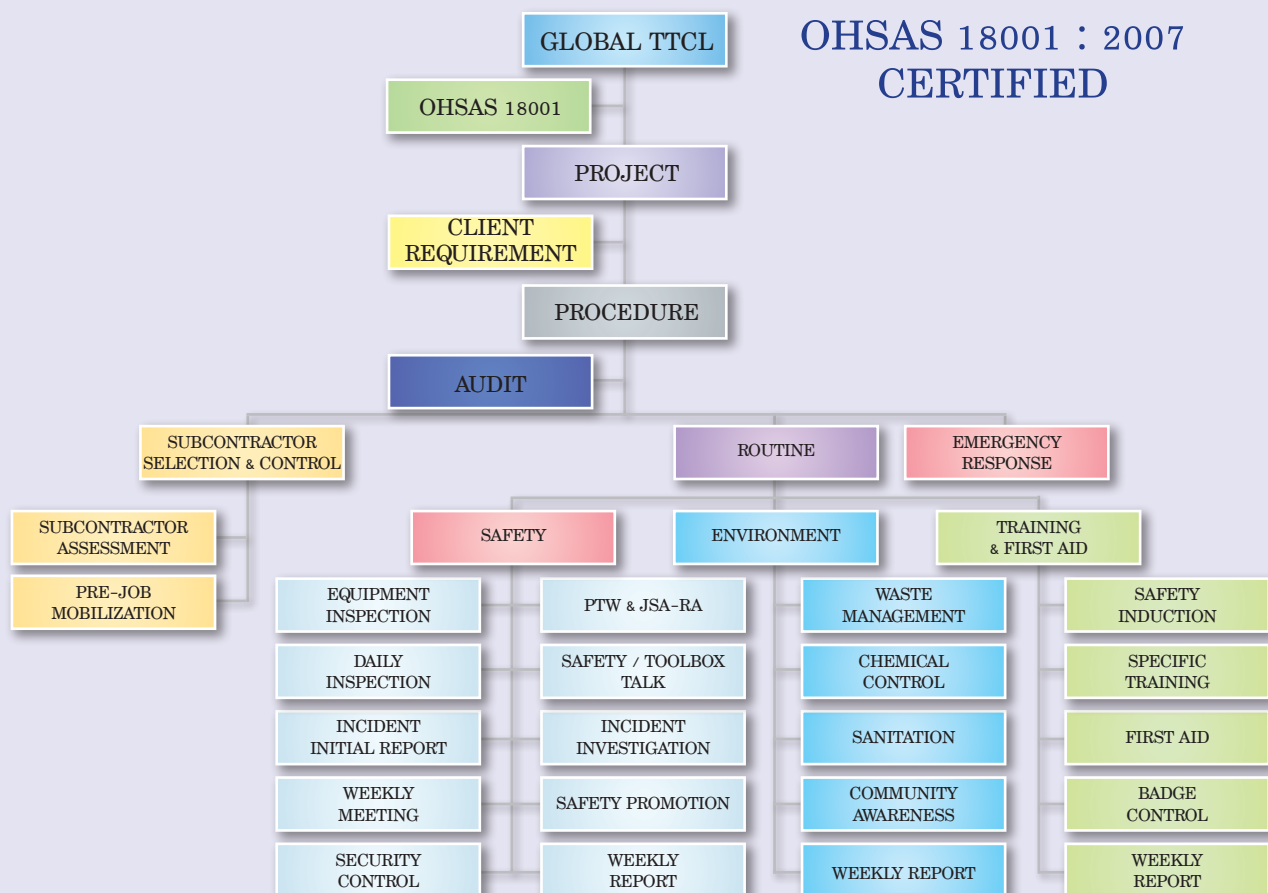 GLOBAL TTCL
OHSAS 18001 : 2007
CERTIFIED
OHSAS 18001
PROJECT
CLIENT
REQUIREMENT
PROCEDURE
AUDIT
SUBCONTRACTOR
SELECTION & CONTROL
ROUTINE
EMERGENCY
RESPONSE
SUBCONTRACTOR
ASSESSMENT
PRE-JOB
MOBILIZATION
SAFETY
ENVIRONMENT
TRAINING
& FIRST AID
EQUIPMENT
INSPECTION
PTW & JSA-RA
WASTE
MANAGEMENT
SAFETY
INDUCTION
DAILY
INSPECTION
SAFETY / TOOLBOX
TALK
CHEMICAL
CONTROL
SPECIFIC
TRAINING
INCIDENT
INITIAL REPORT
INCIDENT
INVESTIGATION
SANITATION
FIRST AID
WEEKLY
MEETING
SAFETY PROMOTION
COMMUNITY
AWARENESS
BADGE
CONTROL
SECURITY
CONTROL
WEEKLY
REPORT
WEEKLY REPORT
WEEKLY
REPORT